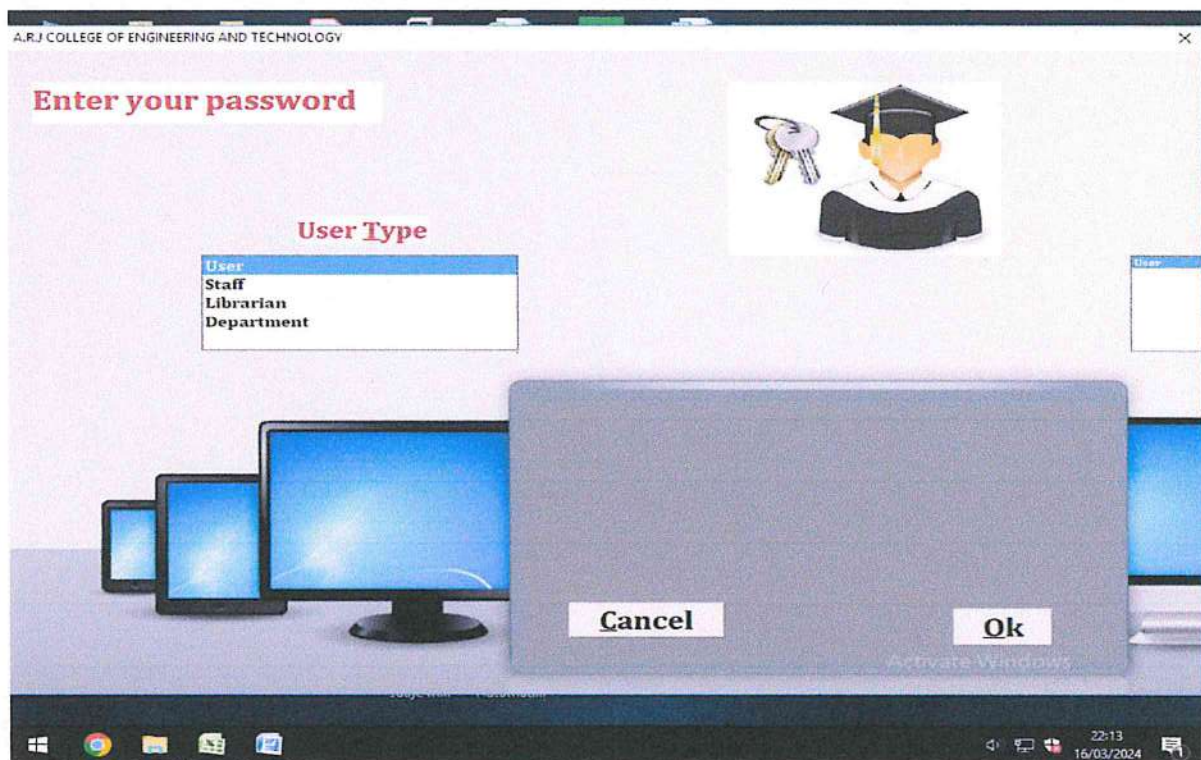 A.R.J COLLEGE OF ENGINEERING AND TECHNOLOGY
Enter your password
User Type
User
Staff
Librarian
Department
User
Cancel
Ok
Activate Windows
22:13
16/03/2024